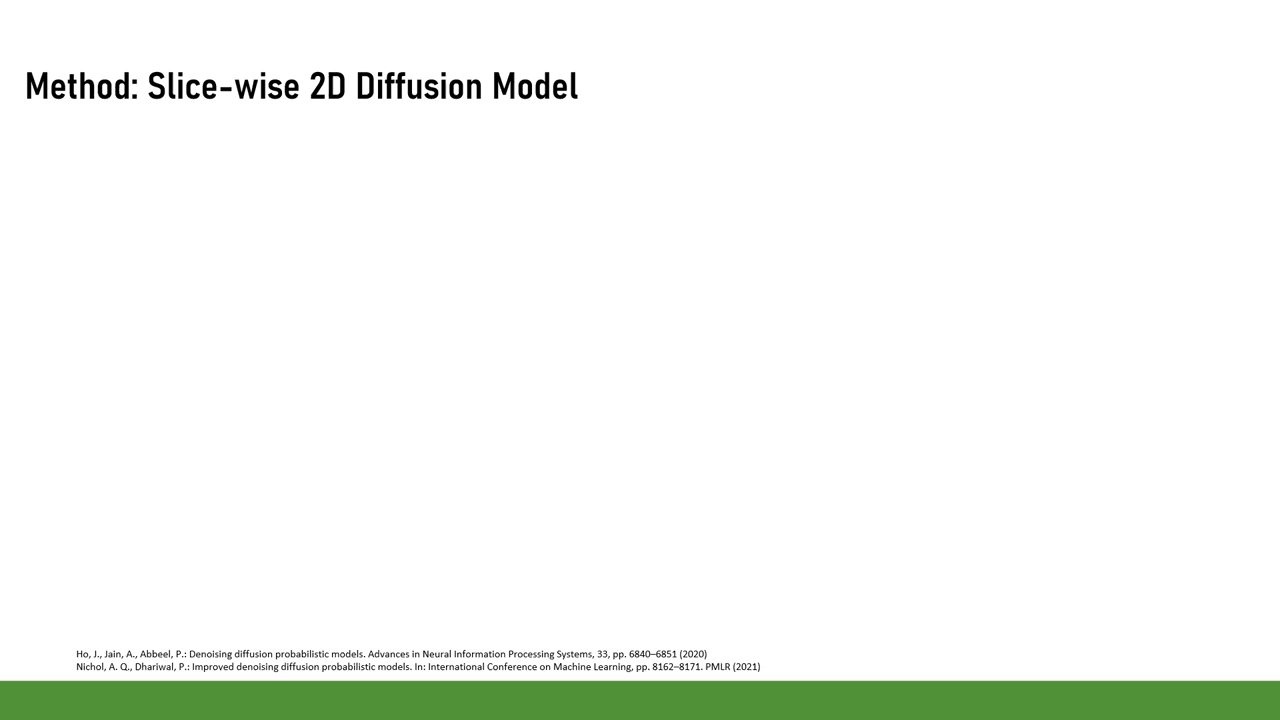 Method: Slice-wise 2D Diffusion Model
Ho, J., Jain, A., Abbeel, P.: Denoising diffusion probabilistic models. Advances in Neural Information Processing Systems, 33, pp. 6840–6851 (2020)
Nichol, A. Q., Dhariwal, P.: Improved denoising diffusion probabilistic models. In: International Conference on Machine Learning, pp. 8162–8171. PMLR (2021)